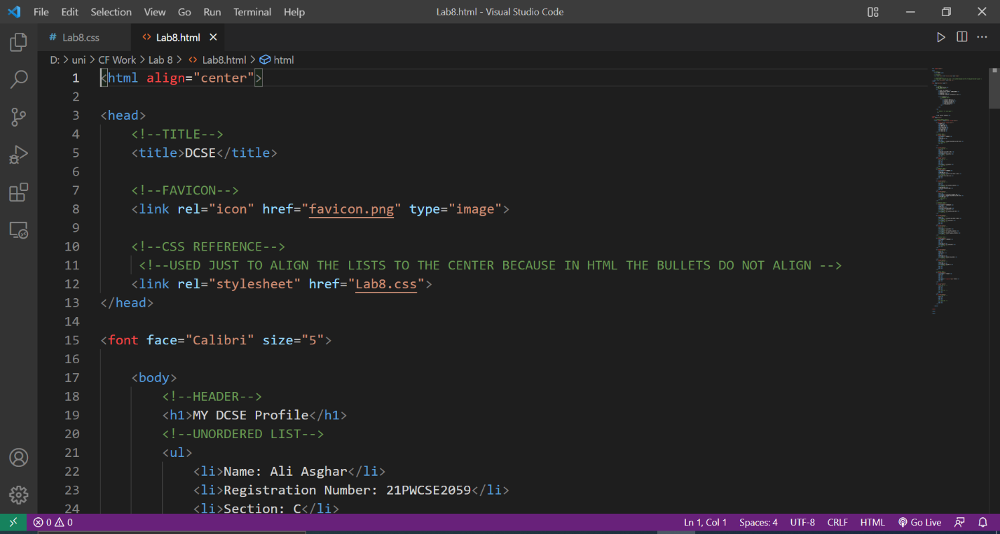 File Edit Selection View Go Run Terminal Help Lab8.html - Visual Studio Code
# Lab8.css <> Lab8.html ×
D: > uni > CF Work > Lab 8 > <> Lab8.html > html
1 <html align="center">
2
3 <head>
4 <!--TITLE-->
5 <title>DCSE</title>
6
7 <!--FAVICON-->
8 <link rel="icon" href="favicon.png" type="image">
9
10 <!--CSS REFERENCE-->
11 <!--USED JUST TO ALIGN THE LISTS TO THE CENTER BECAUSE IN HTML THE BULLETS DO NOT ALIGN -->
12 <link rel="stylesheet" href="Lab8.css">
13 </head>
14
15 <font face="Calibri" size="5">
16
17 <body>
18 <!--HEADER-->
19 <h1>MY DCSE Profile</h1>
20 <!--UNORDERED LIST-->
21 <ul>
22 <li>Name: Ali Asghar</li>
23 <li>Registration Number: 21PWCSE2059</li>
24 <li>Section: C</li>
0 0 Ln 1, Col 1 Spaces: 4 UTF-8 CRLF HTML Go Live